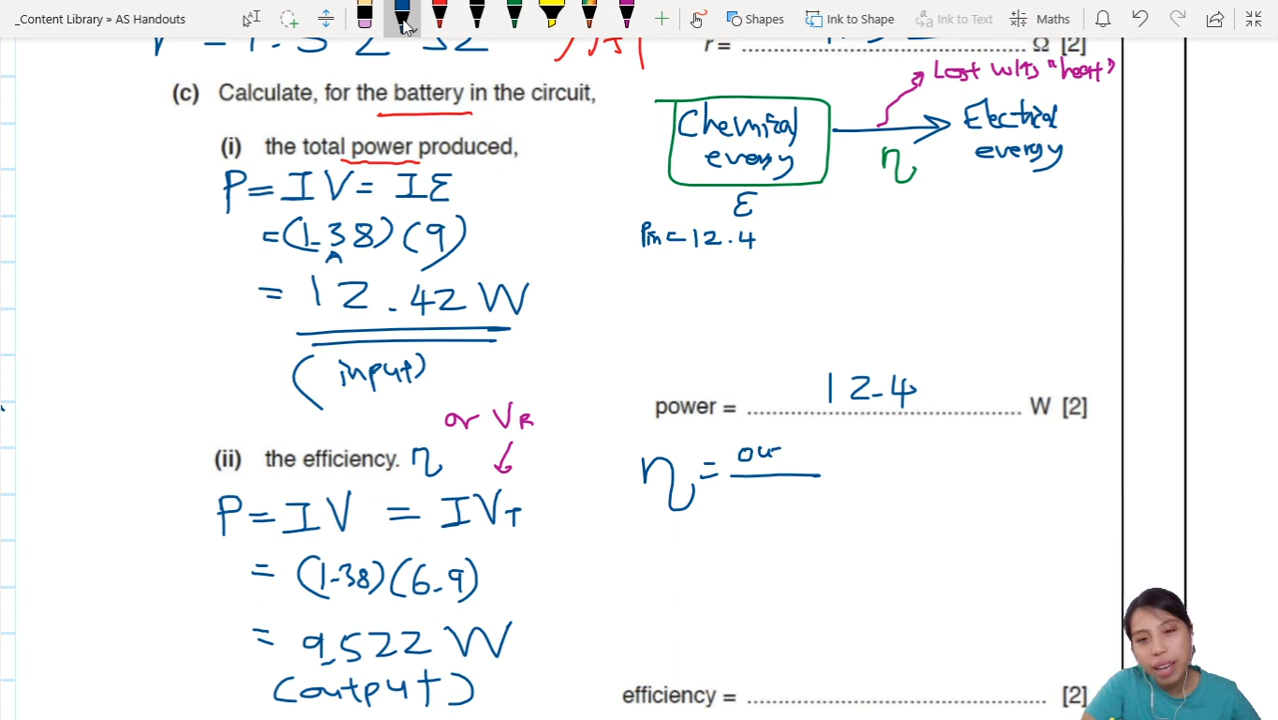 _Content Library » AS Handouts
Shapes
Ink to Shape
Ink to Text
Maths
r = Ω [2]
Lost volts "heat"
(c) Calculate, for the battery in the circuit,
Chemical energy
Electrical energy
η
ε
(i) the total power produced,
P = IV = Iε
= (1.38)(9)
A
Pin = 12.4
= 12.42 W
(input)
power = 12.4 W [2]
or VR
(ii) the efficiency. η
η = out
P = IV = IVT
= (1.38)(6.9)
= 9.522 W
(output)
efficiency = [2]